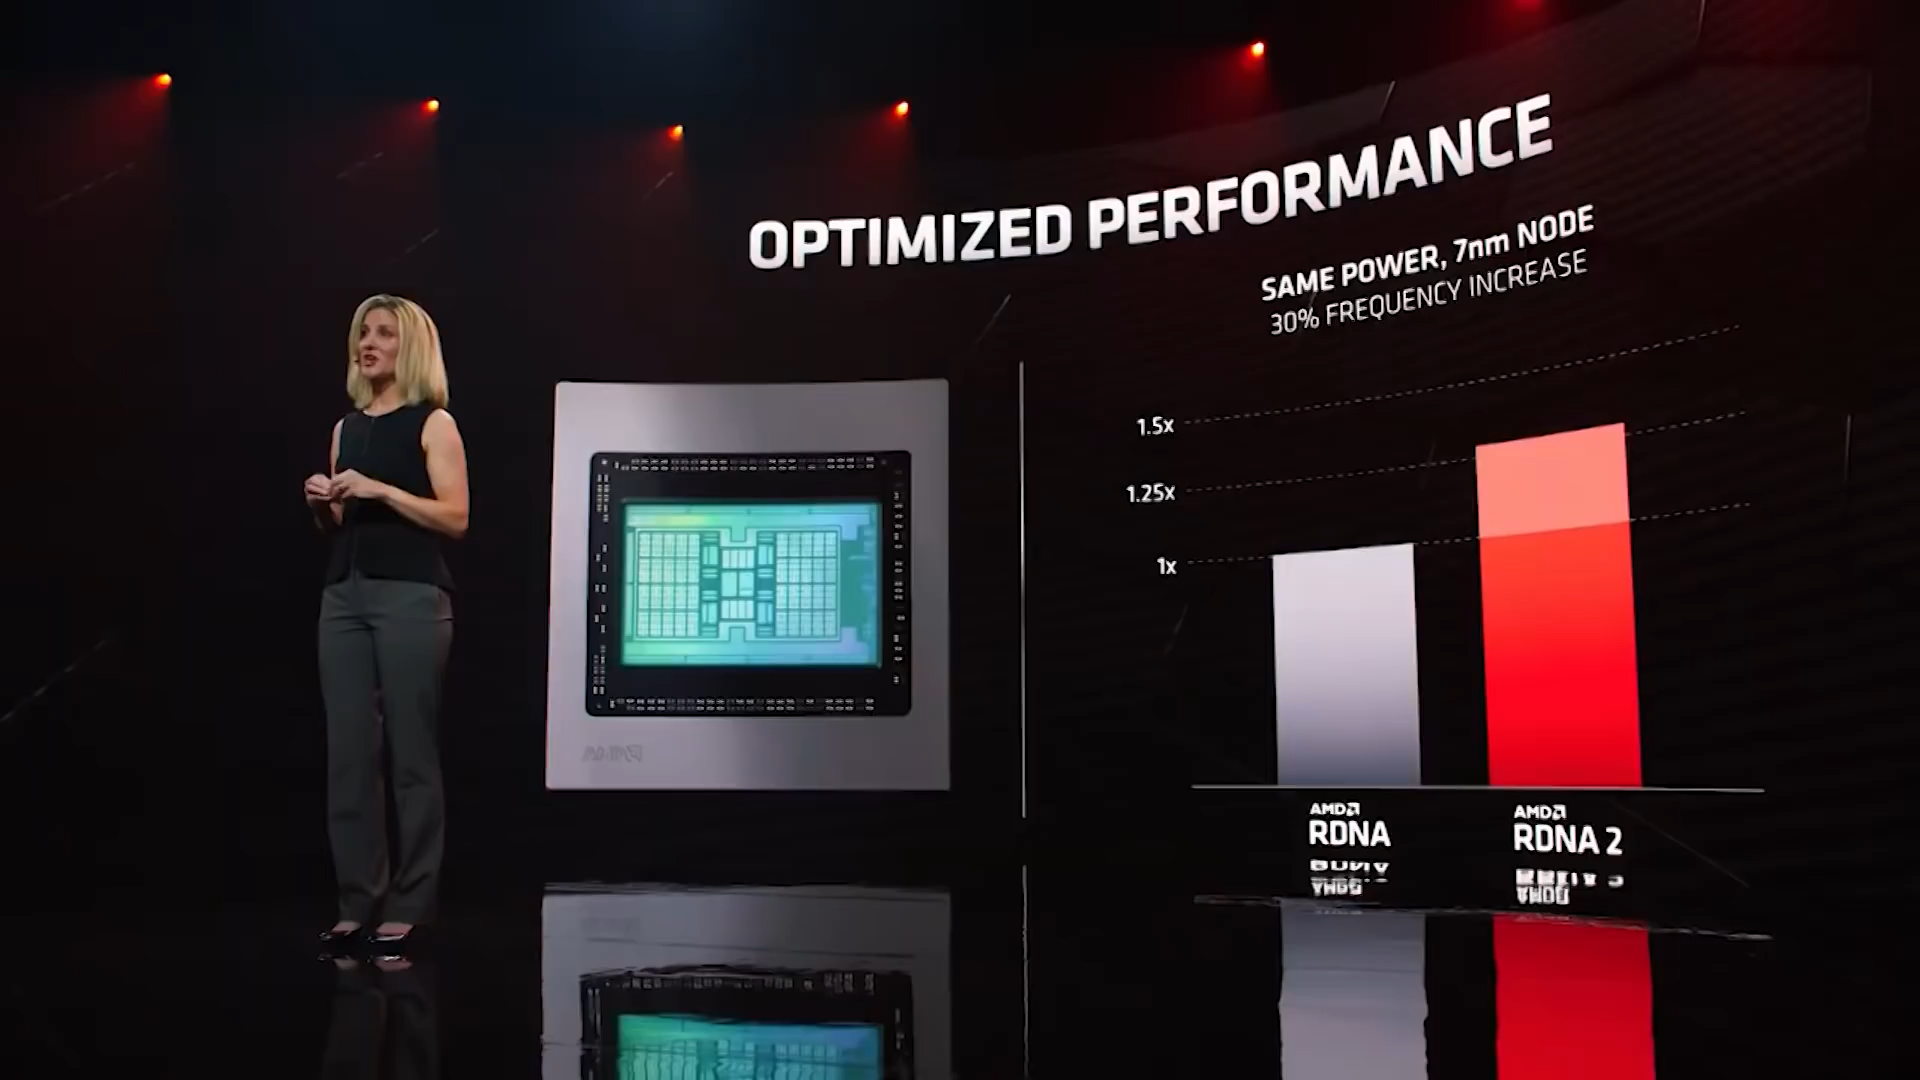 OPTIMIZED PERFORMANCE
SAME POWER, 7nm NODE
30% FREQUENCY INCREASE
1.5x
1.25x
1x
AMD
RDNA
AMD
RDNA 2
AMD